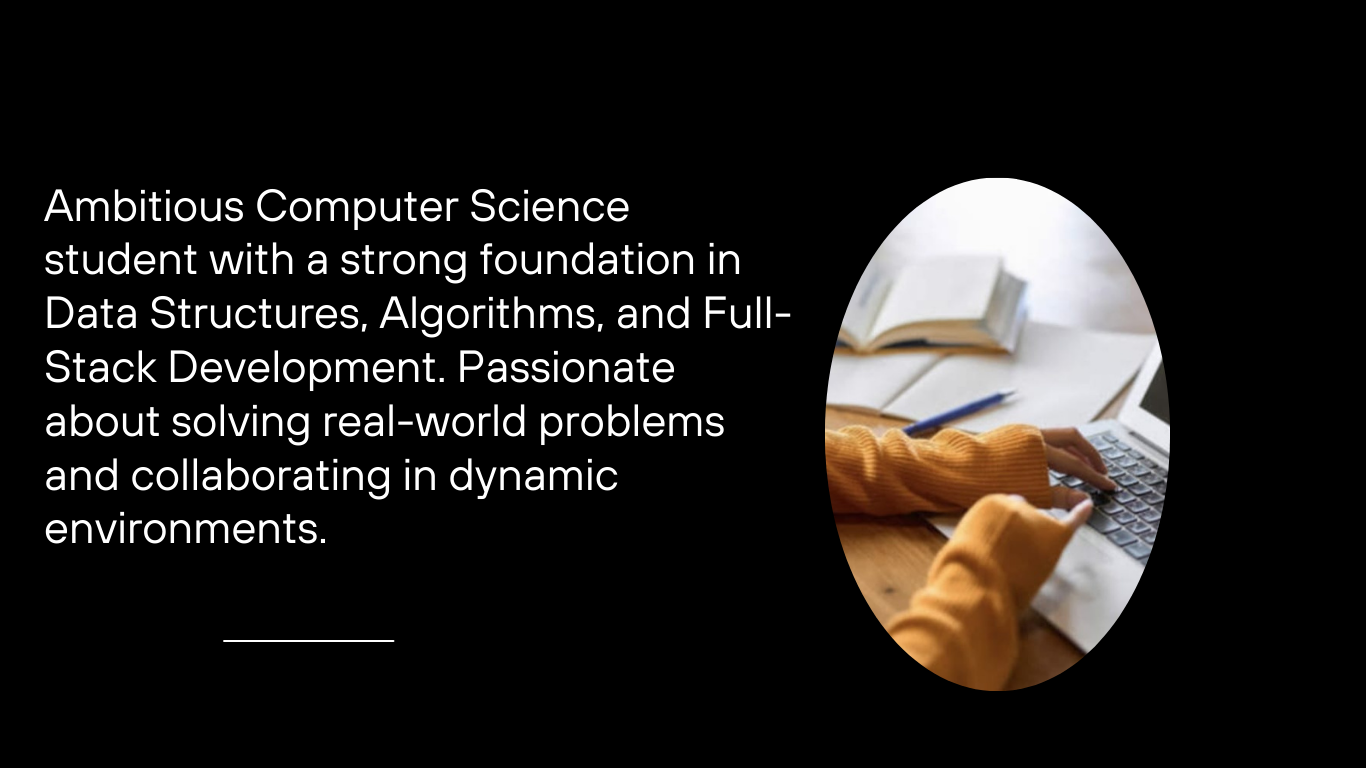 Ambitious Computer Science
student with a strong foundation in
Data Structures, Algorithms, and Full-
Stack Development. Passionate
about solving real-world problems
and collaborating in dynamic
environments.